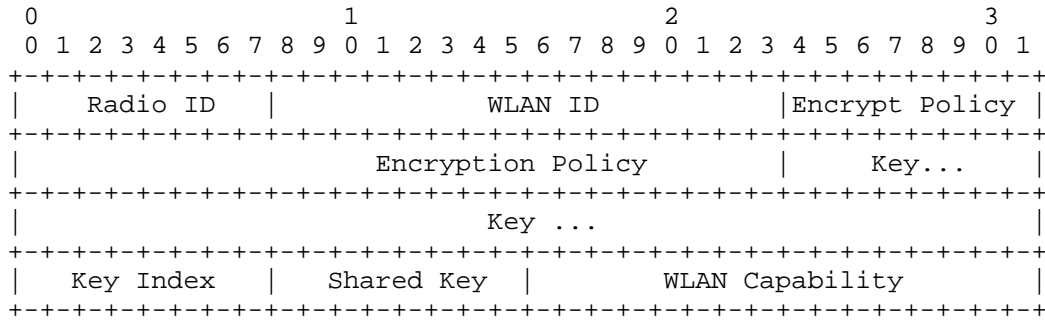 0                   1                   2                   3
 0 1 2 3 4 5 6 7 8 9 0 1 2 3 4 5 6 7 8 9 0 1 2 3 4 5 6 7 8 9 0 1
+-+-+-+-+-+-+-+-+-+-+-+-+-+-+-+-+-+-+-+-+-+-+-+-+-+-+-+-+-+-+-+-+
|    Radio ID   |             WLAN ID           |Encrypt Policy |
+-+-+-+-+-+-+-+-+-+-+-+-+-+-+-+-+-+-+-+-+-+-+-+-+-+-+-+-+-+-+-+-+
|                      Encryption Policy        |     Key...    |
+-+-+-+-+-+-+-+-+-+-+-+-+-+-+-+-+-+-+-+-+-+-+-+-+-+-+-+-+-+-+-+-+
|                             Key ...                           |
+-+-+-+-+-+-+-+-+-+-+-+-+-+-+-+-+-+-+-+-+-+-+-+-+-+-+-+-+-+-+-+-+
|   Key Index   |   Shared Key  |        WLAN Capability        |
+-+-+-+-+-+-+-+-+-+-+-+-+-+-+-+-+-+-+-+-+-+-+-+-+-+-+-+-+-+-+-+-+